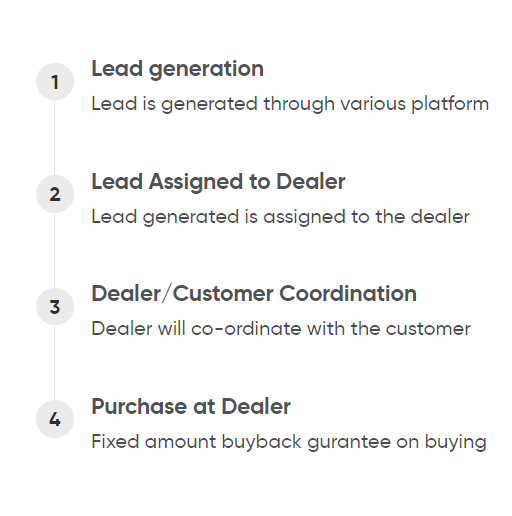 1
Lead generation
Lead is generated through various platform
2
Lead Assigned to Dealer
Lead generated is assigned to the dealer
3
Dealer/Customer Coordination
Dealer will co-ordinate with the customer
4
Purchase at Dealer
Fixed amount buyback gurantee on buying